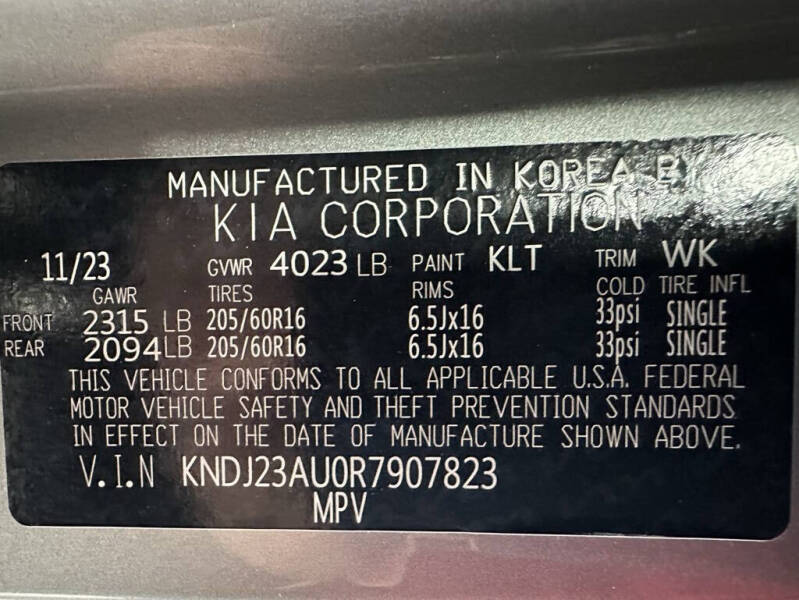 MANUFACTURED IN KOREA BY
KIA CORPORATION
11/23 GVWR 4023 LB PAINT KLT TRIM WK
GAWR TIRES RIMS COLD TIRE INFL
FRONT 2315 LB 205/60R16 6.5Jx16 33psi SINGLE
REAR 2094 LB 205/60R16 6.5Jx16 33psi SINGLE
THIS VEHICLE CONFORMS TO ALL APPLICABLE U.S.A. FEDERAL
MOTOR VEHICLE SAFETY AND THEFT PREVENTION STANDARDS
IN EFFECT ON THE DATE OF MANUFACTURE SHOWN ABOVE.
V.I.N KNDJ23AU0R7907823
MPV